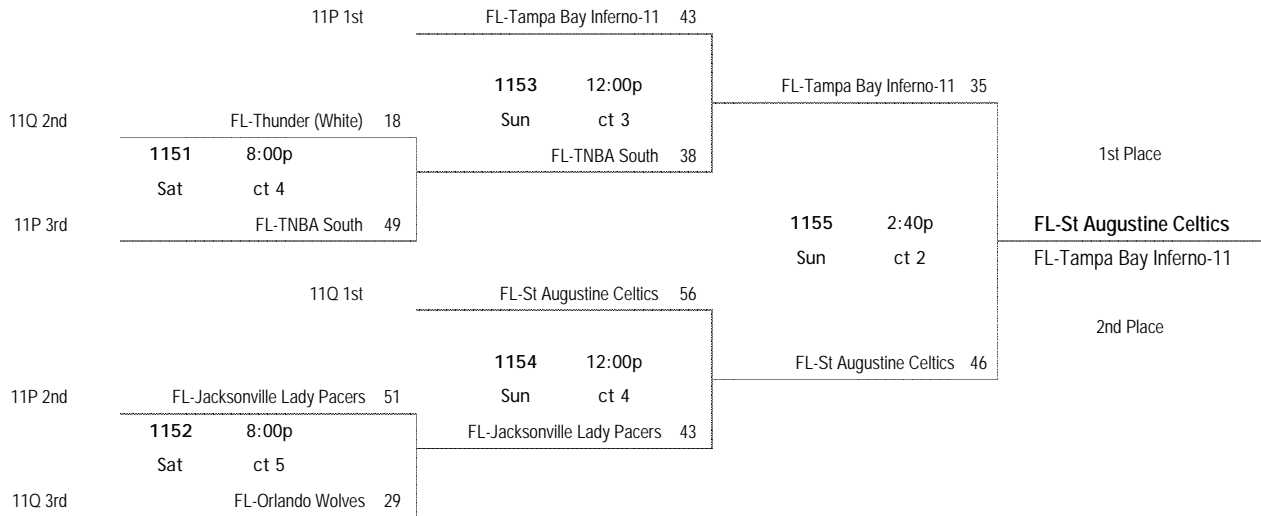 11P 1st FL-Tampa Bay Inferno-11 43
1153 12:00p FL-Tampa Bay Inferno-11 35
11Q 2nd FL-Thunder (White) 18 Sun ct 3
1151 8:00p FL-TNBA South 38 1st Place
Sat ct 4
11P 3rd FL-TNBA South 49 1155 2:40p FL-St Augustine Celtics
Sun ct 2 FL-Tampa Bay Inferno-11
11Q 1st FL-St Augustine Celtics 56
2nd Place
1154 12:00p FL-St Augustine Celtics 46
11P 2nd FL-Jacksonville Lady Pacers 51 Sun ct 4
1152 8:00p FL-Jacksonville Lady Pacers 43
Sat ct 5
11Q 3rd FL-Orlando Wolves 29